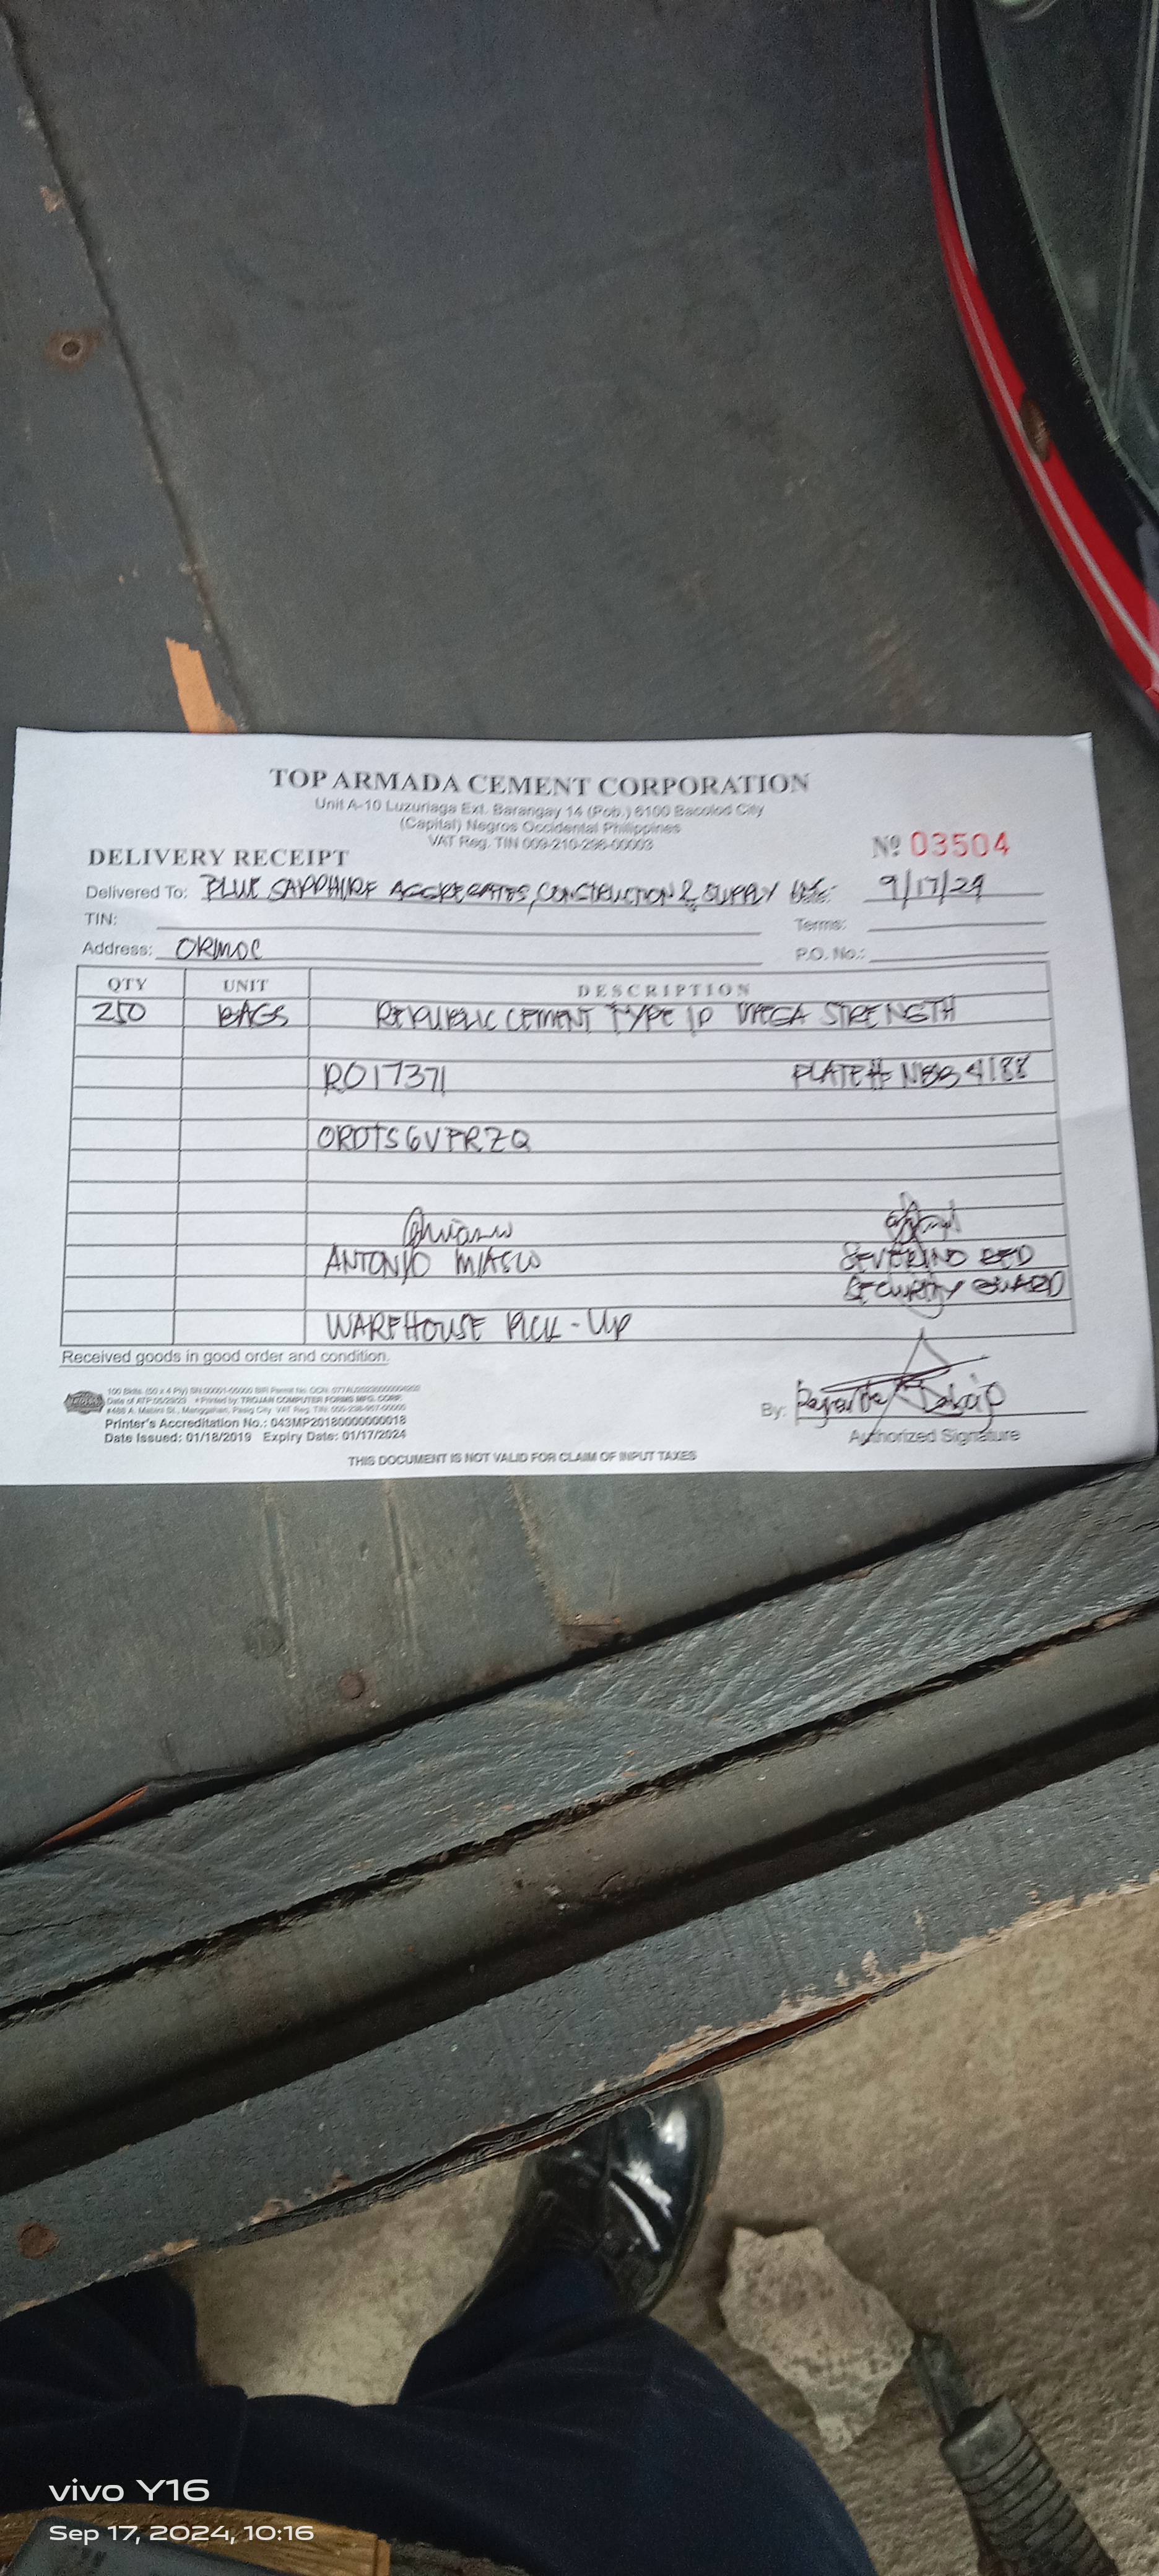 TOP ARMADA CEMENT CORPORATION
Unit A-10 Luzuriaga Ext. Barangay 14 (Pob.) 6100 Bacolod City
(Capital) Negros Occidental Philippines
VAT Reg. TIN 009-210-296-00003
DELIVERY RECEIPT
Nº 03504
Delivered To: BLUE SAPPHIRE AGGREGATES, CONSTRUCTION & SUPPLY Date: 9/17/24
TIN: Terms:
Address: ORMOC P.O. No.:
QTY UNIT DESCRIPTION
250 BAGS REPUBLIC CEMENT TYPE 1P MEGA STRENGTH
RO17371 PLATE# NBB 4188
ORDTS6VFRZQ
ANTONIO MIASCO SEVERINO BED
SECURITY GUARD
WAREHOUSE PICK-UP
Received goods in good order and condition.
Printer's Accreditation No.: 043MP20180000000018
Date Issued: 01/18/2019 Expiry Date: 01/17/2024
By:
Authorized Signature
THIS DOCUMENT IS NOT VALID FOR CLAIM OF INPUT TAXES
vivo Y16
Sep 17, 2024, 10:16